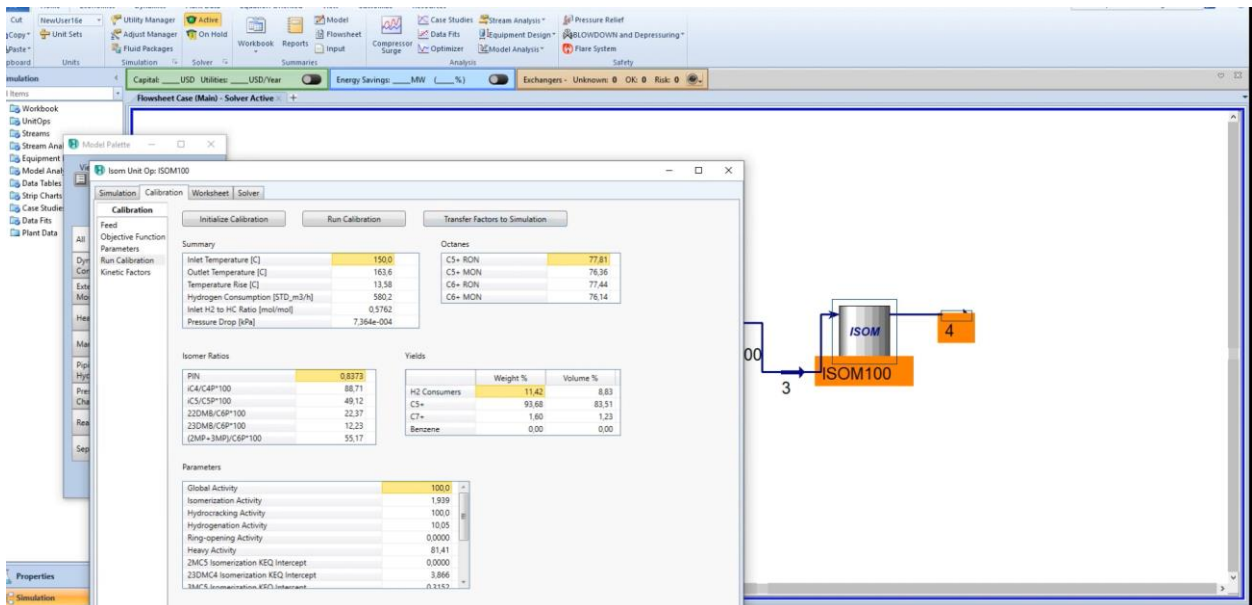 Cut NewUser16e Utility Manager Active Model Case Studies Stream Analysis Pressure Relief
Copy Unit Sets Adjust Manager On Hold Flowsheet Data Fits Equipment Design BLOWDOWN and Depressuring
Paste Fluid Packages Workbook Reports Input Compressor Surge Optimizer Model Analysis Flare System
Units Simulation Solver Summaries Analysis Safety
Capital: ____USD Utilities: ____USD/Year Energy Savings: ____MW (____%) Exchangers - Unknown: 0 OK: 0 Risk: 0
Flowsheet Case (Main) - Solver Active +
Workbook
UnitOps
Streams
Stream Ana
Equipment
Model Anal
Data Tables
Strip Charts
Case Studie
Data Fits
Plant Data
Properties
Simulation
Model Palette
All
Isom Unit Op: ISOM100
Simulation Calibration Worksheet Solver
Calibration
Feed
Objective Function
Parameters
Run Calibration
Kinetic Factors
Initialize Calibration Run Calibration Transfer Factors to Simulation
Summary
Inlet Temperature [C] 150,0
Outlet Temperature [C] 163,6
Temperature Rise [C] 13,58
Hydrogen Consumption [STD_m3/h] 580,2
Inlet H2 to HC Ratio [mol/mol] 0,5762
Pressure Drop [kPa] 7,364e-004
Octanes
C5+ RON 77,81
C5+ MON 76,36
C6+ RON 77,44
C6+ MON 76,14
Isomer Ratios
PIN 0,8373
iC4/C4P*100 88,71
iC5/C5P*100 49,12
22DMB/C6P*100 22,37
23DMB/C6P*100 12,23
(2MP+3MP)/C6P*100 55,17
Yields
Weight % Volume %
H2 Consumers 11,42 8,83
C5+ 93,68 83,51
C7+ 1,60 1,23
Benzene 0,00 0,00
Parameters
Global Activity 100,0
Isomerization Activity 1,939
Hydrocracking Activity 100,0
Hydrogenation Activity 10,05
Ring-opening Activity 0,0000
Heavy Activity 81,41
2MC5 Isomerization KEQ Intercept 0,0000
23DMC4 Isomerization KEQ Intercept 3,866
3MC5 Isomerization KEQ Intercept 0,3152
00
3
ISOM
ISOM100
4